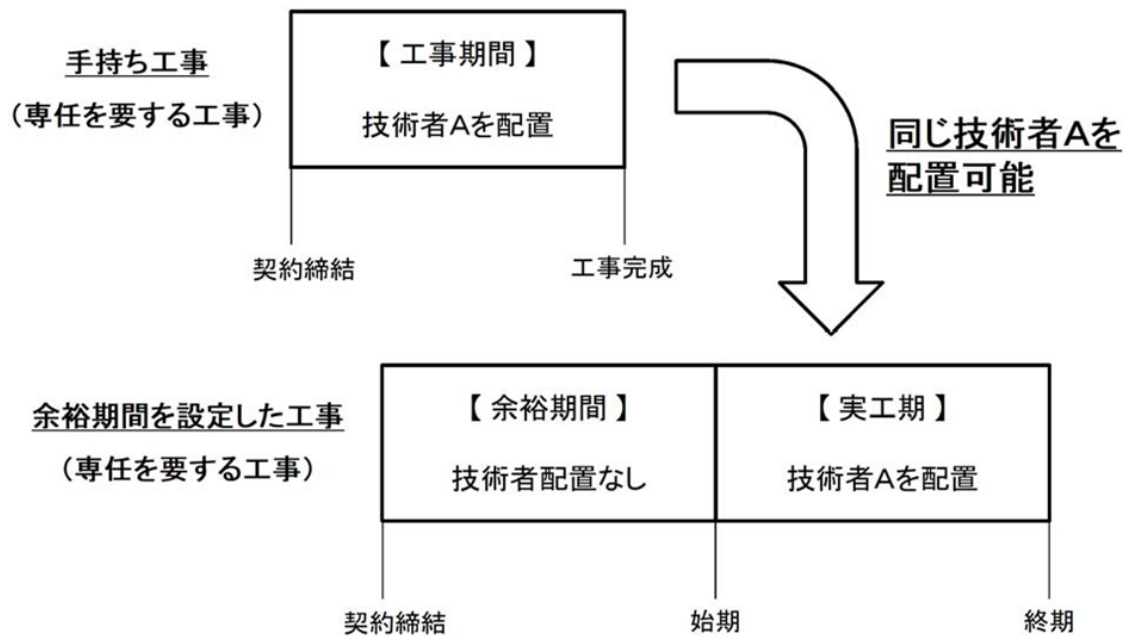 手持ち工事
（専任を要する工事）
【 工事期間 】
技術者Ａを配置
契約締結
工事完成
同じ技術者Ａを
配置可能
余裕期間を設定した工事
（専任を要する工事）
【 余裕期間 】
技術者配置なし
【 実工期 】
技術者Ａを配置
契約締結
始期
終期